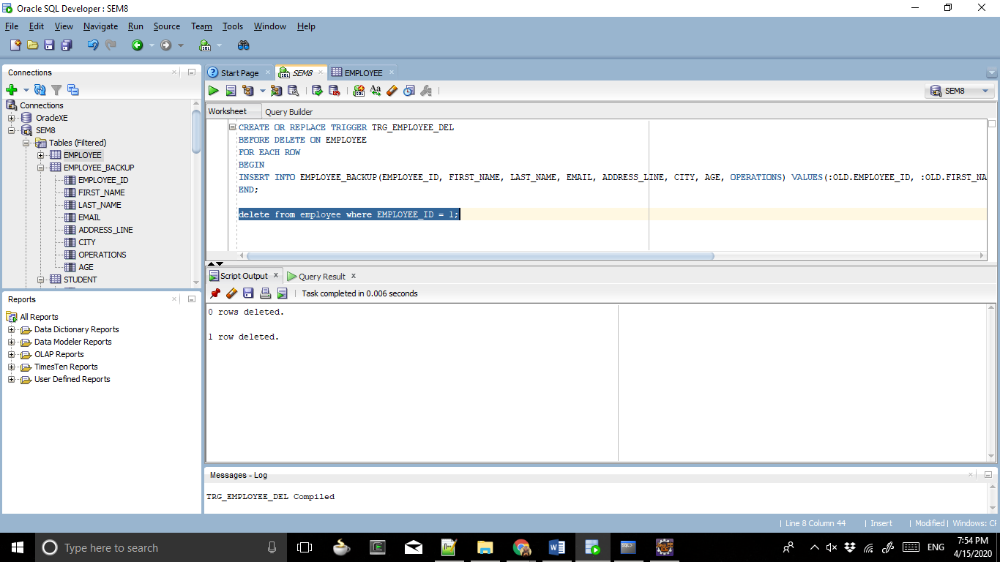 Oracle SQL Developer : SEM8
File Edit View Navigate Run Source Team Tools Window Help
Connections
Connections
OracleXE
SEM8
Tables (Filtered)
EMPLOYEE
EMPLOYEE_BACKUP
EMPLOYEE_ID
FIRST_NAME
LAST_NAME
EMAIL
ADDRESS_LINE
CITY
OPERATIONS
AGE
STUDENT
Reports
All Reports
Data Dictionary Reports
Data Modeler Reports
OLAP Reports
TimesTen Reports
User Defined Reports
Start Page SEM8 EMPLOYEE
SEM8
Worksheet Query Builder
CREATE OR REPLACE TRIGGER TRG_EMPLOYEE_DEL
BEFORE DELETE ON EMPLOYEE
FOR EACH ROW
BEGIN
INSERT INTO EMPLOYEE_BACKUP(EMPLOYEE_ID, FIRST_NAME, LAST_NAME, EMAIL, ADDRESS_LINE, CITY, AGE, OPERATIONS) VALUES(:OLD.EMPLOYEE_ID, :OLD.FIRST_NA
END;
delete from employee where EMPLOYEE_ID = 1;
Script Output x Query Result x
Task completed in 0.006 seconds
0 rows deleted.
1 row deleted.
Messages - Log
TRG_EMPLOYEE_DEL Compiled
Line 8 Column 44 Insert Modified Windows: CF
Type here to search
ENG
7:54 PM
4/15/2020